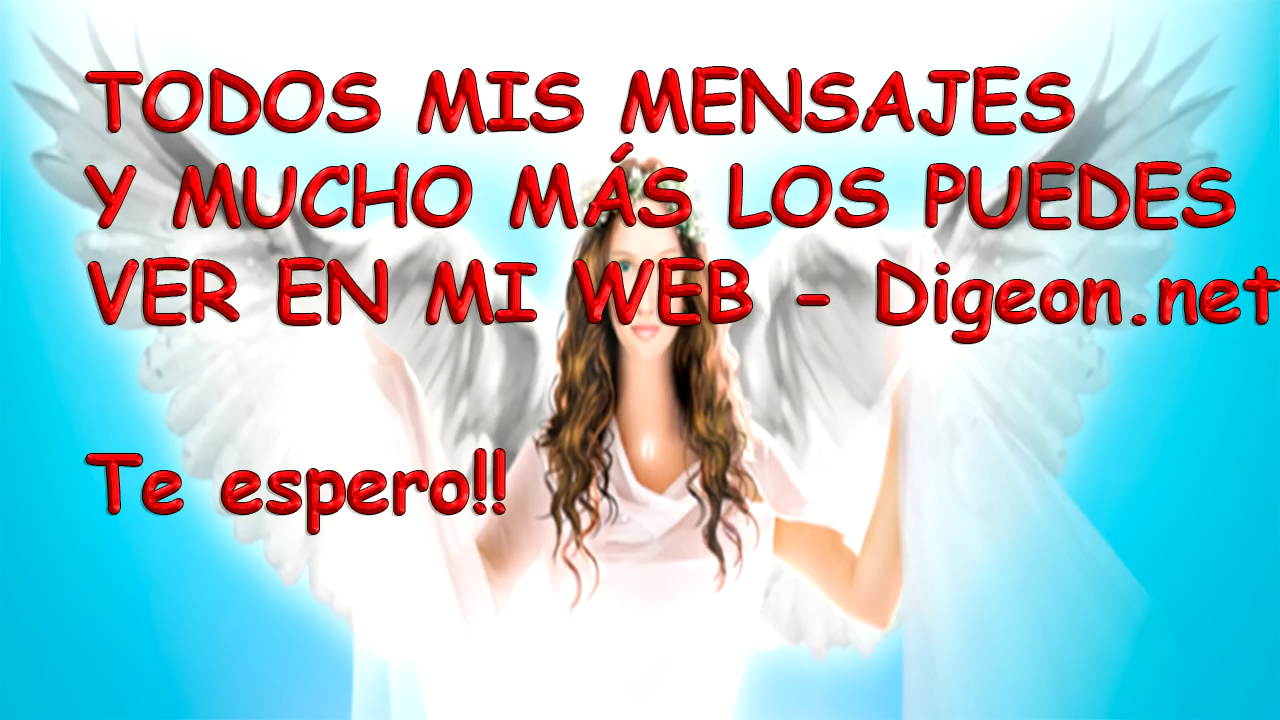 TODOS MIS MENSAJES
Y MUCHO MÁS LOS PUEDES
VER EN MI WEB - Digeon.net
Te espero!!